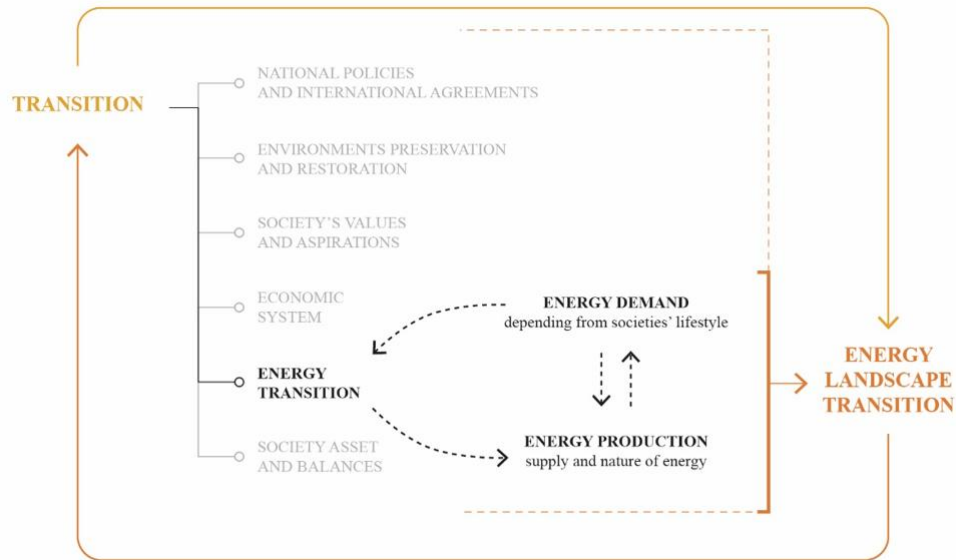 NATIONAL POLICIES
AND INTERNATIONAL AGREEMENTS
TRANSITION
ENVIRONMENTS PRESERVATION
AND RESTORATION
SOCIETY’S VALUES
AND ASPIRATIONS
ECONOMIC
SYSTEM
ENERGY DEMAND
depending from societies’ lifestyle
ENERGY
TRANSITION
ENERGY
LANDSCAPE
TRANSITION
SOCIETY ASSET
AND BALANCES
ENERGY PRODUCTION
supply and nature of energy